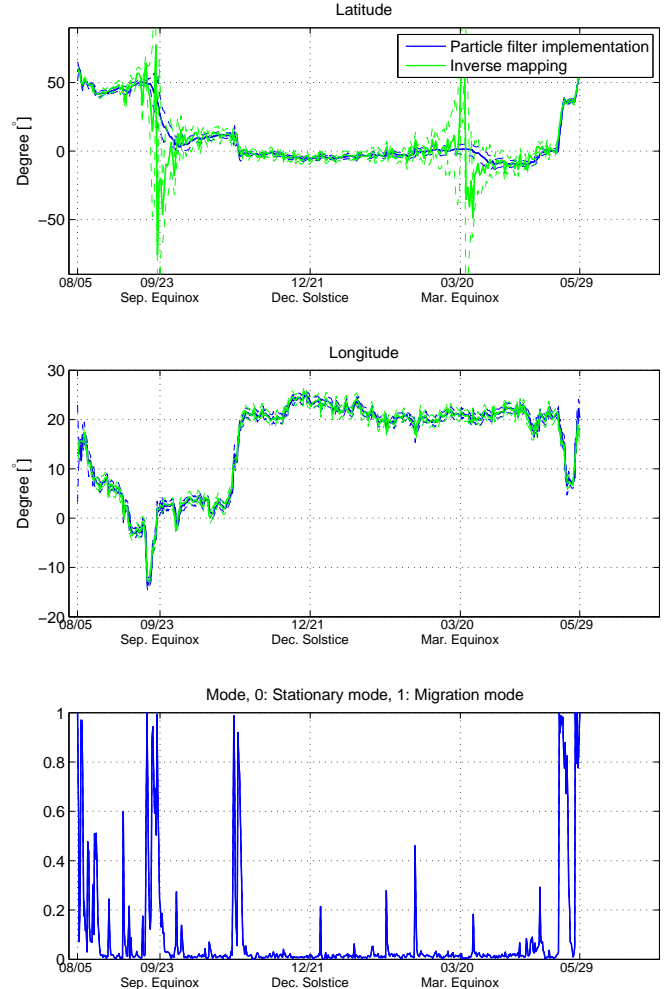 Latitude
Particle filter implementation
Inverse mapping
Degree [°]
50
0
−50
08/05 09/23 12/21 03/20 05/29
Sep. Equinox Dec. Solstice Mar. Equinox
Longitude
Degree [°]
30
20
10
0
−10
−20
08/05 09/23 12/21 03/20 05/29
Sep. Equinox Dec. Solstice Mar. Equinox
Mode, 0: Stationary mode, 1: Migration mode
1
0.8
0.6
0.4
0.2
0
08/05 09/23 12/21 03/20 05/29
Sep. Equinox Dec. Solstice Mar. Equinox